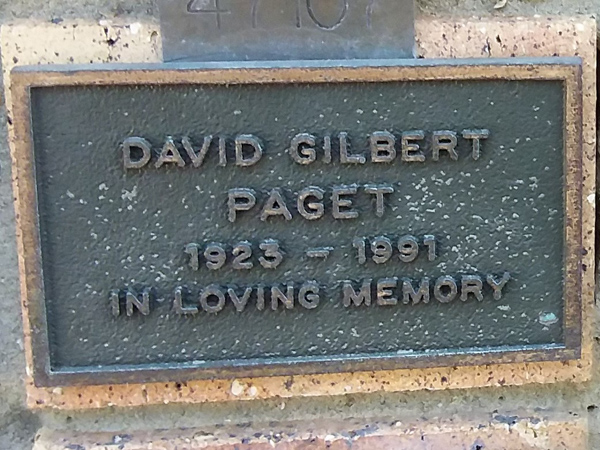 DAVID GILBERT
PAGET
1923 - 1991
IN LOVING MEMORY